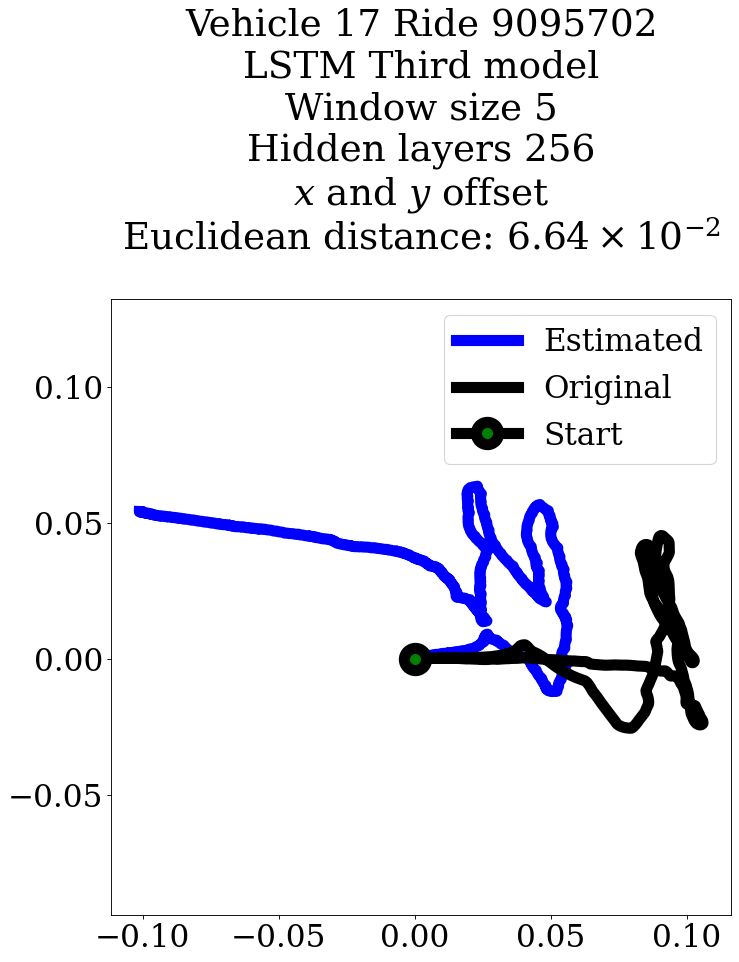 Vehicle 17 Ride 9095702
LSTM Third model
Window size 5
Hidden layers 256
x and y offset
Euclidean distance: 6.64 × 10⁻²
Estimated
Original
Start
0.10
0.05
0.00
−0.05
−0.10 −0.05 0.00 0.05 0.10